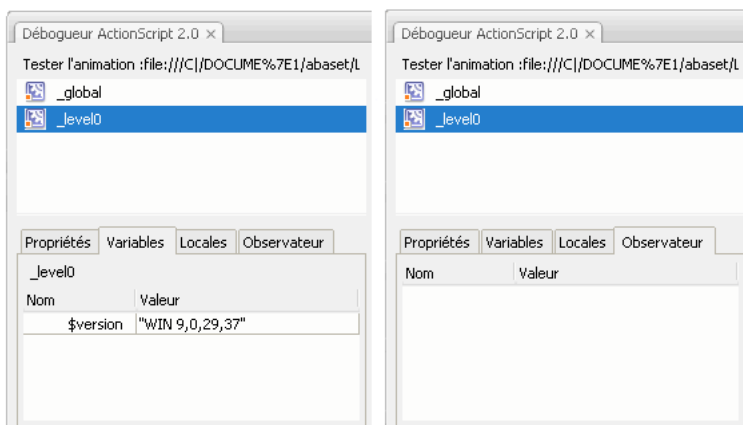 Débogueur ActionScript 2.0 ×
Tester l'animation :file:///C|/DOCUME%7E1/abaset/L
_global
_level0
Propriétés Variables Locales Observateur
_level0
Nom Valeur
$version "WIN 9,0,29,37"
Débogueur ActionScript 2.0 ×
Tester l'animation :file:///C|/DOCUME%7E1/abaset/L
_global
_level0
Propriétés Variables Locales Observateur
Nom Valeur